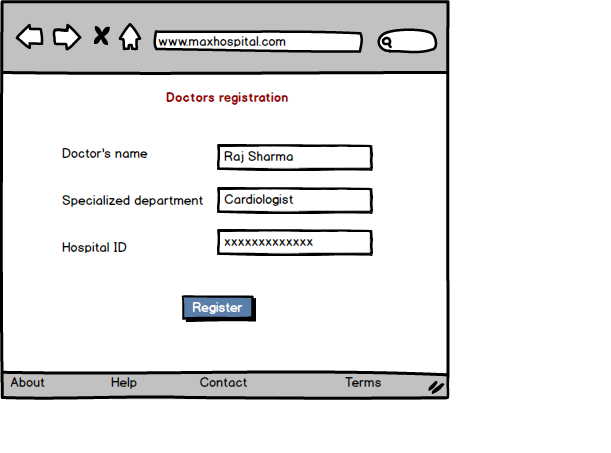 www.maxhospital.com
Doctors registration
Doctor's name
Raj Sharma
Specialized department
Cardiologist
Hospital ID
xxxxxxxxxxxxx
Register
About Help Contact Terms